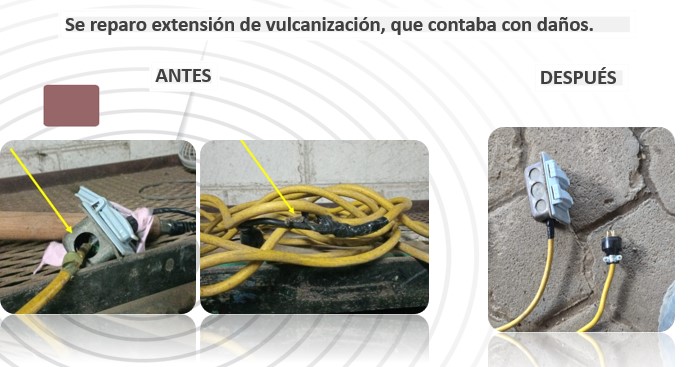 Se reparo extensión de vulcanización, que contaba con daños.
ANTES
DESPUÉS